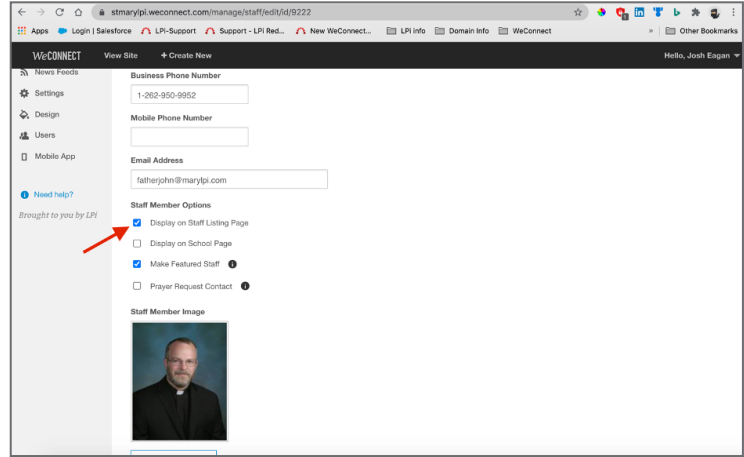 stmarylpi.weconnect.com/manage/staff/edit/id/9222
Apps Login | Salesforce LPi-Support Support - LPi Red... New WeConnect... LPi info Domain Info WeConnect » Other Bookmarks
WeCONNECT View Site + Create New Hello, Josh Eagan
News Feeds
Settings
Design
Users
Mobile App
Need help?
Brought to you by LPi
Business Phone Number
1-262-950-9952
Mobile Phone Number
Email Address
fatherjohn@marylpi.com
Staff Member Options
Display on Staff Listing Page
Display on School Page
Make Featured Staff
Prayer Request Contact
Staff Member Image